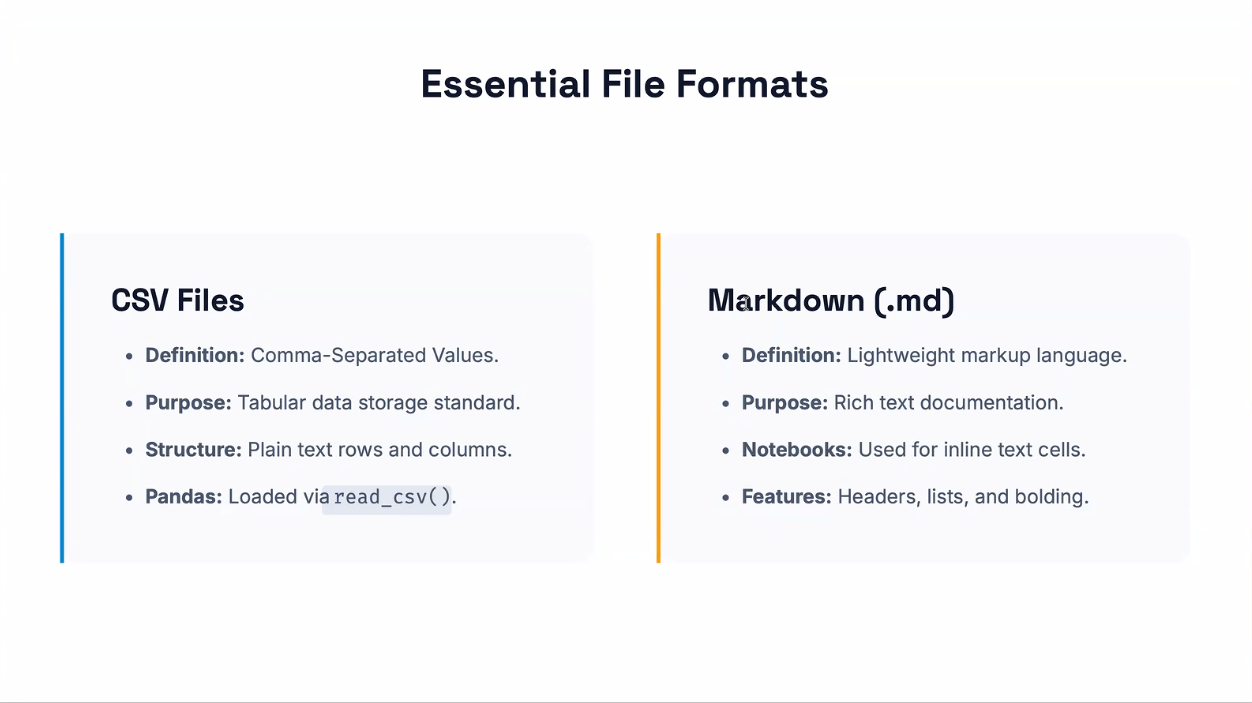 Essential File Formats
CSV Files
• Definition: Comma-Separated Values.
• Purpose: Tabular data storage standard.
• Structure: Plain text rows and columns.
• Pandas: Loaded via read_csv().
Markdown (.md)
• Definition: Lightweight markup language.
• Purpose: Rich text documentation.
• Notebooks: Used for inline text cells.
• Features: Headers, lists, and bolding.